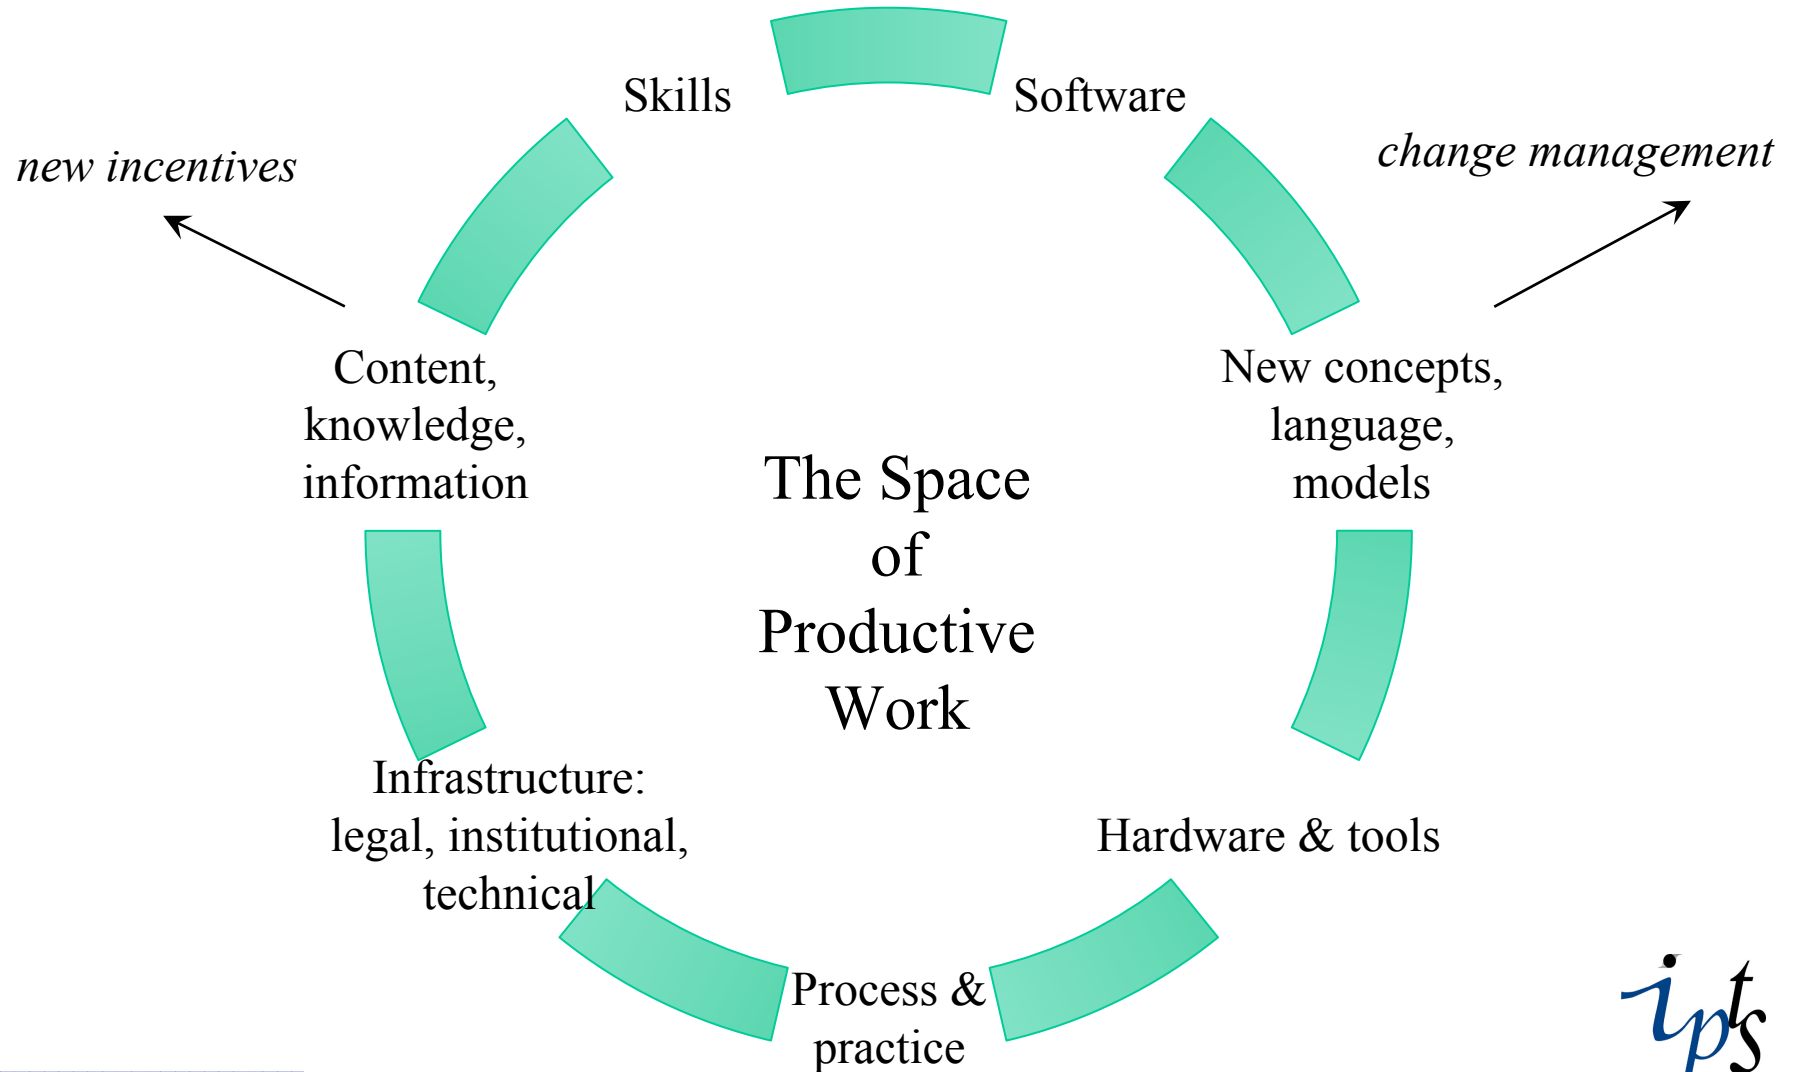 Skills
Software
new incentives
change management
Content,
knowledge,
information
New concepts,
language,
models
The Space
of
Productive
Work
Infrastructure:
legal, institutional,
technical
Hardware & tools
Process &
practice
ipts